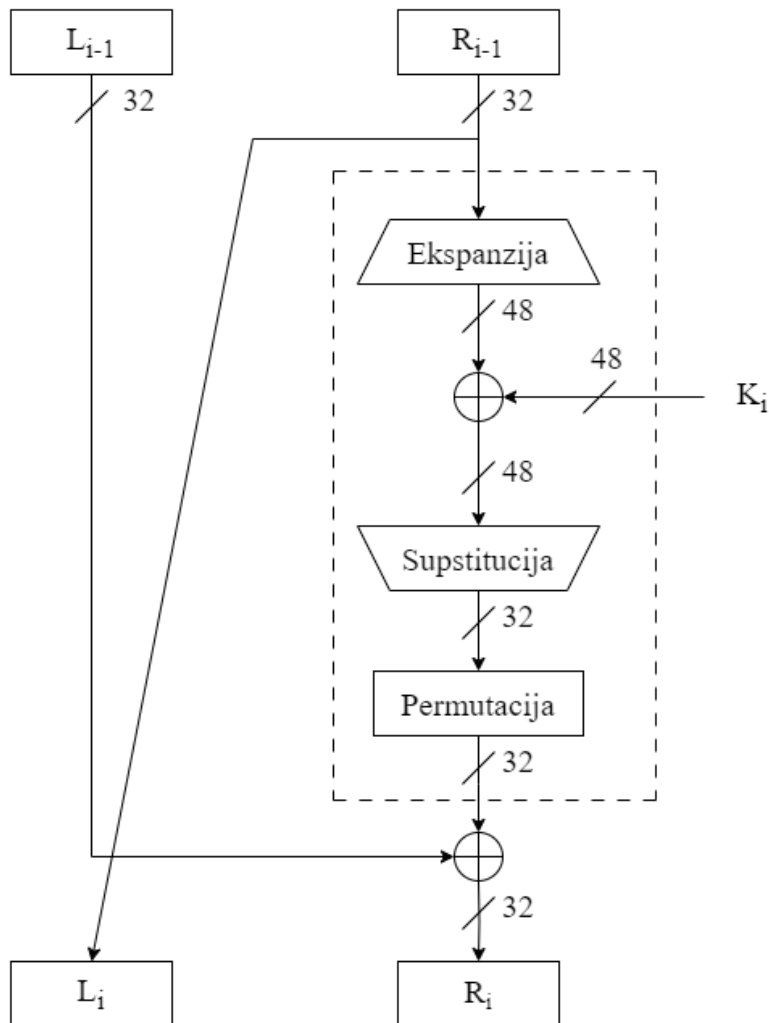 L_{i-1}
R_{i-1}
32
32
Ekspanzija
48
48
K_i
48
Supstitucija
32
Permutacija
32
32
L_i
R_i